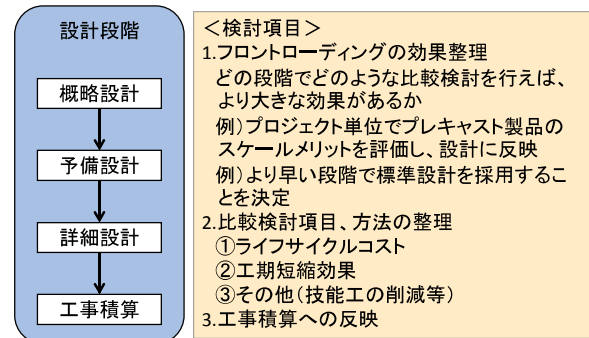 設計段階
概略設計
予備設計
詳細設計
工事積算
＜検討項目＞
1.フロントローディングの効果整理
どの段階でどのような比較検討を行えば、
より大きな効果があるか
例）プロジェクト単位でプレキャスト製品の
スケールメリットを評価し、設計に反映
例）より早い段階で標準設計を採用するこ
とを決定
2.比較検討項目、方法の整理
①ライフサイクルコスト
②工期短縮効果
③その他（技能工の削減等）
3.工事積算への反映